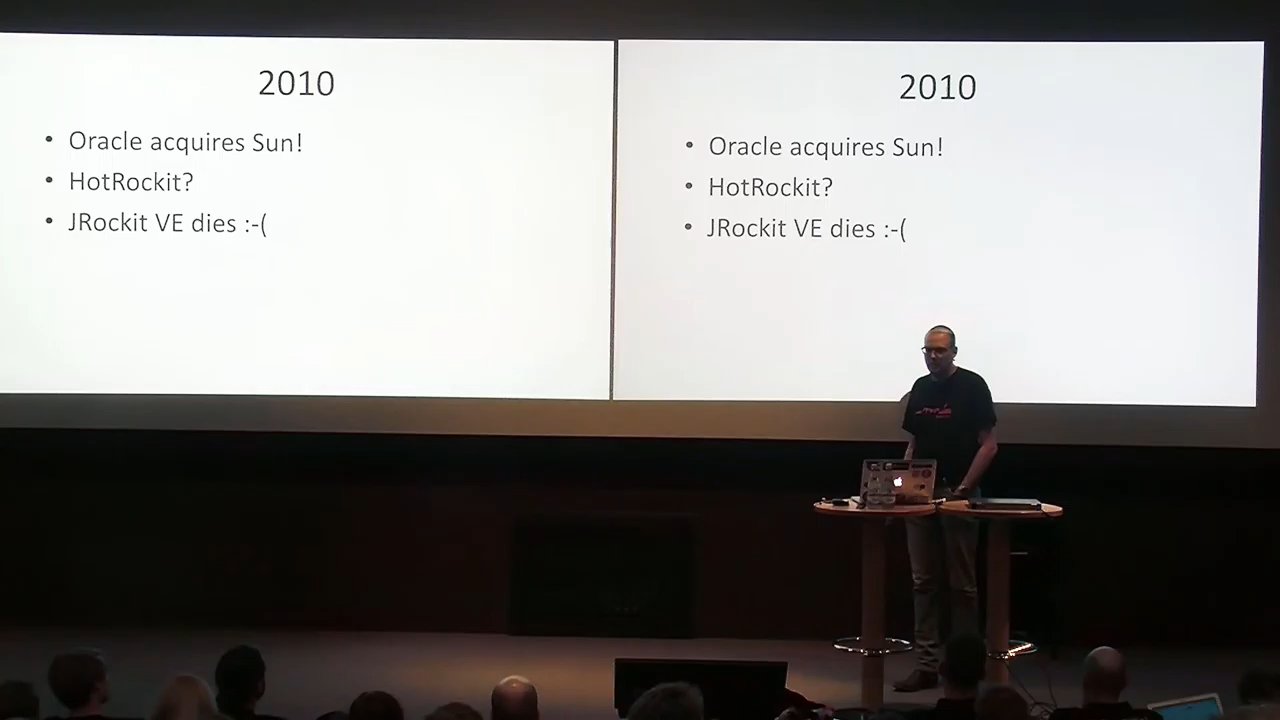 2010
• Oracle acquires Sun!
• HotRockit?
• JRockit VE dies :-(
2010
• Oracle acquires Sun!
• HotRockit?
• JRockit VE dies :-(